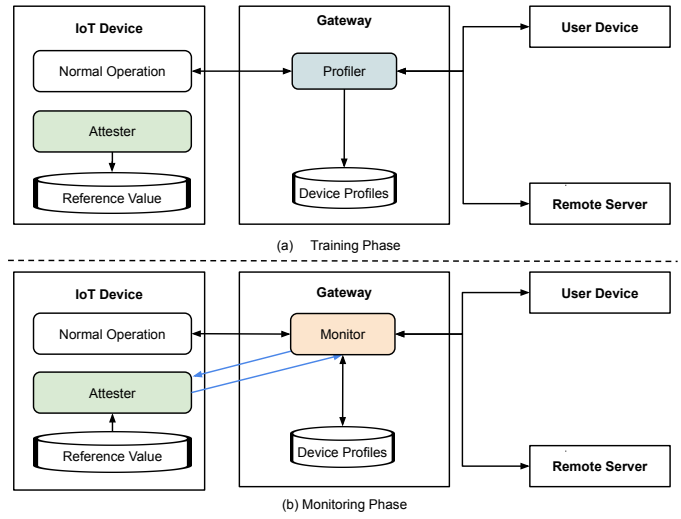 IoT Device
Gateway
User Device
Normal Operation
Profiler
Attester
Reference Value
Device Profiles
Remote Server
(a) Training Phase
IoT Device
Gateway
User Device
Normal Operation
Monitor
Attester
Reference Value
Device Profiles
Remote Server
(b) Monitoring Phase